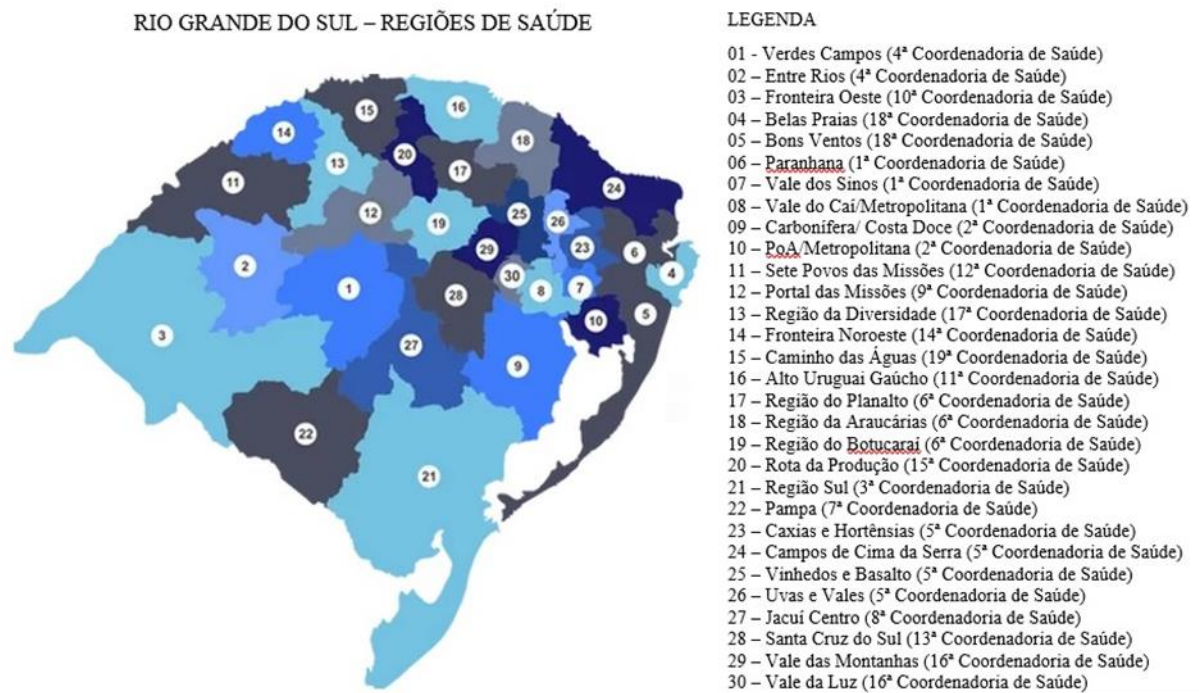 RIO GRANDE DO SUL – REGIÕES DE SAÚDE
LEGENDA
01 - Verdes Campos (4ª Coordenadoria de Saúde)
02 – Entre Rios (4ª Coordenadoria de Saúde)
03 – Fronteira Oeste (10ª Coordenadoria de Saúde)
04 – Belas Praias (18ª Coordenadoria de Saúde)
05 – Bons Ventos (18ª Coordenadoria de Saúde)
06 – Paranhana (1ª Coordenadoria de Saúde)
07 – Vale dos Sinos (1ª Coordenadoria de Saúde)
08 – Vale do Caí/Metropolitana (1ª Coordenadoria de Saúde)
09 – Carbonífera/ Costa Doce (2ª Coordenadoria de Saúde)
10 – PoA/Metropolitana (2ª Coordenadoria de Saúde)
11 – Sete Povos das Missões (12ª Coordenadoria de Saúde)
12 – Portal das Missões (9ª Coordenadoria de Saúde)
13 – Região da Diversidade (17ª Coordenadoria de Saúde)
14 – Fronteira Noroeste (14ª Coordenadoria de Saúde)
15 – Caminho das Águas (19ª Coordenadoria de Saúde)
16 – Alto Uruguai Gaúcho (11ª Coordenadoria de Saúde)
17 – Região do Planalto (6ª Coordenadoria de Saúde)
18 – Região da Araucárias (6ª Coordenadoria de Saúde)
19 – Região do Botucaraí (6ª Coordenadoria de Saúde)
20 – Rota da Produção (15ª Coordenadoria de Saúde)
21 – Região Sul (3ª Coordenadoria de Saúde)
22 – Pampa (7ª Coordenadoria de Saúde)
23 – Caxias e Hortênsias (5ª Coordenadoria de Saúde)
24 – Campos de Cima da Serra (5ª Coordenadoria de Saúde)
25 – Vinhedos e Basalto (5ª Coordenadoria de Saúde)
26 – Uvas e Vales (5ª Coordenadoria de Saúde)
27 – Jacuí Centro (8ª Coordenadoria de Saúde)
28 – Santa Cruz do Sul (13ª Coordenadoria de Saúde)
29 – Vale das Montanhas (16ª Coordenadoria de Saúde)
30 – Vale da Luz (16ª Coordenadoria de Saúde)
15
16
14
18
20
13
17
11
24
12
25
26
19
29
23
6
2
30
4
1
28
8
7
5
10
3
27
9
22
21